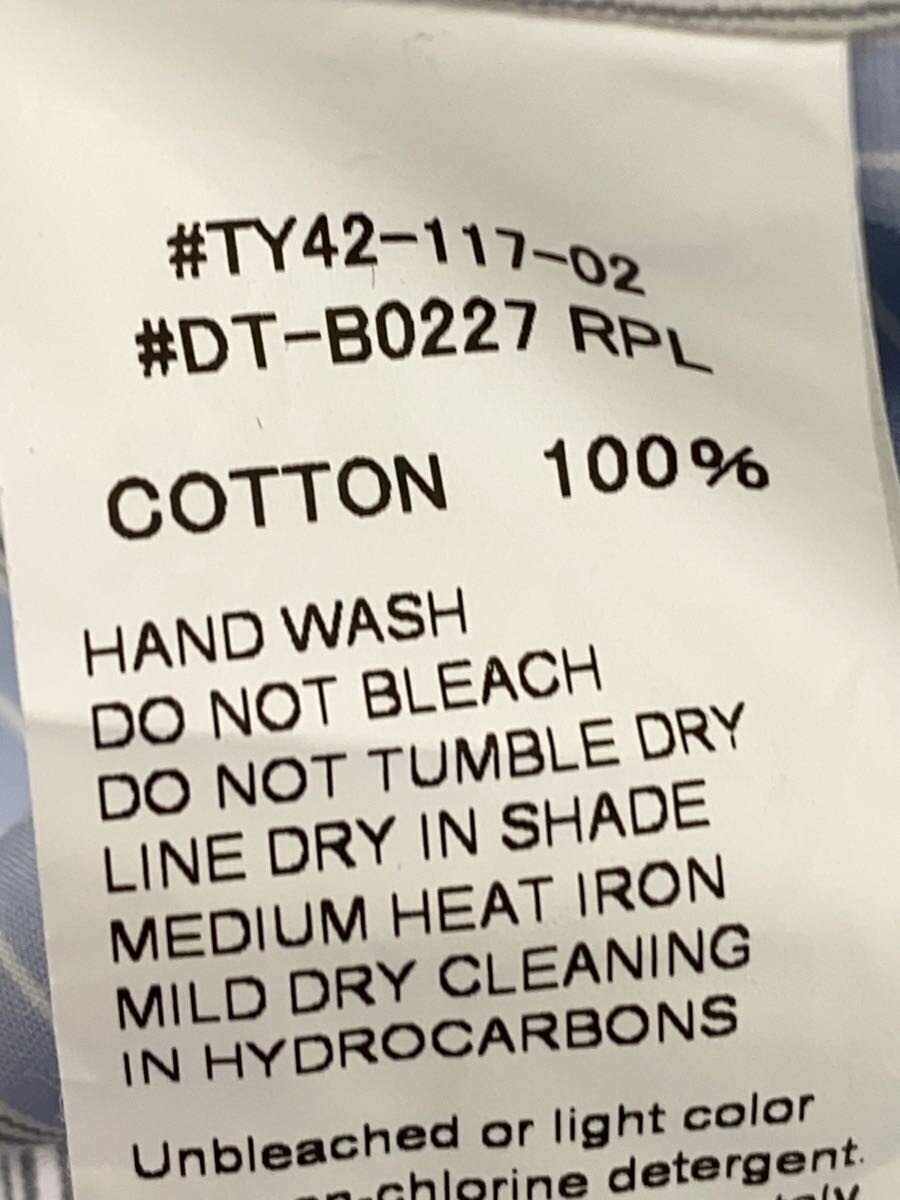 #TY42-117-02
#DT-B0227 RPL
COTTON 100%
HAND WASH
DO NOT BLEACH
DO NOT TUMBLE DRY
LINE DRY IN SHADE
MEDIUM HEAT IRON
MILD DRY CLEANING
IN HYDROCARBONS
Unbleached or light color
detergent.